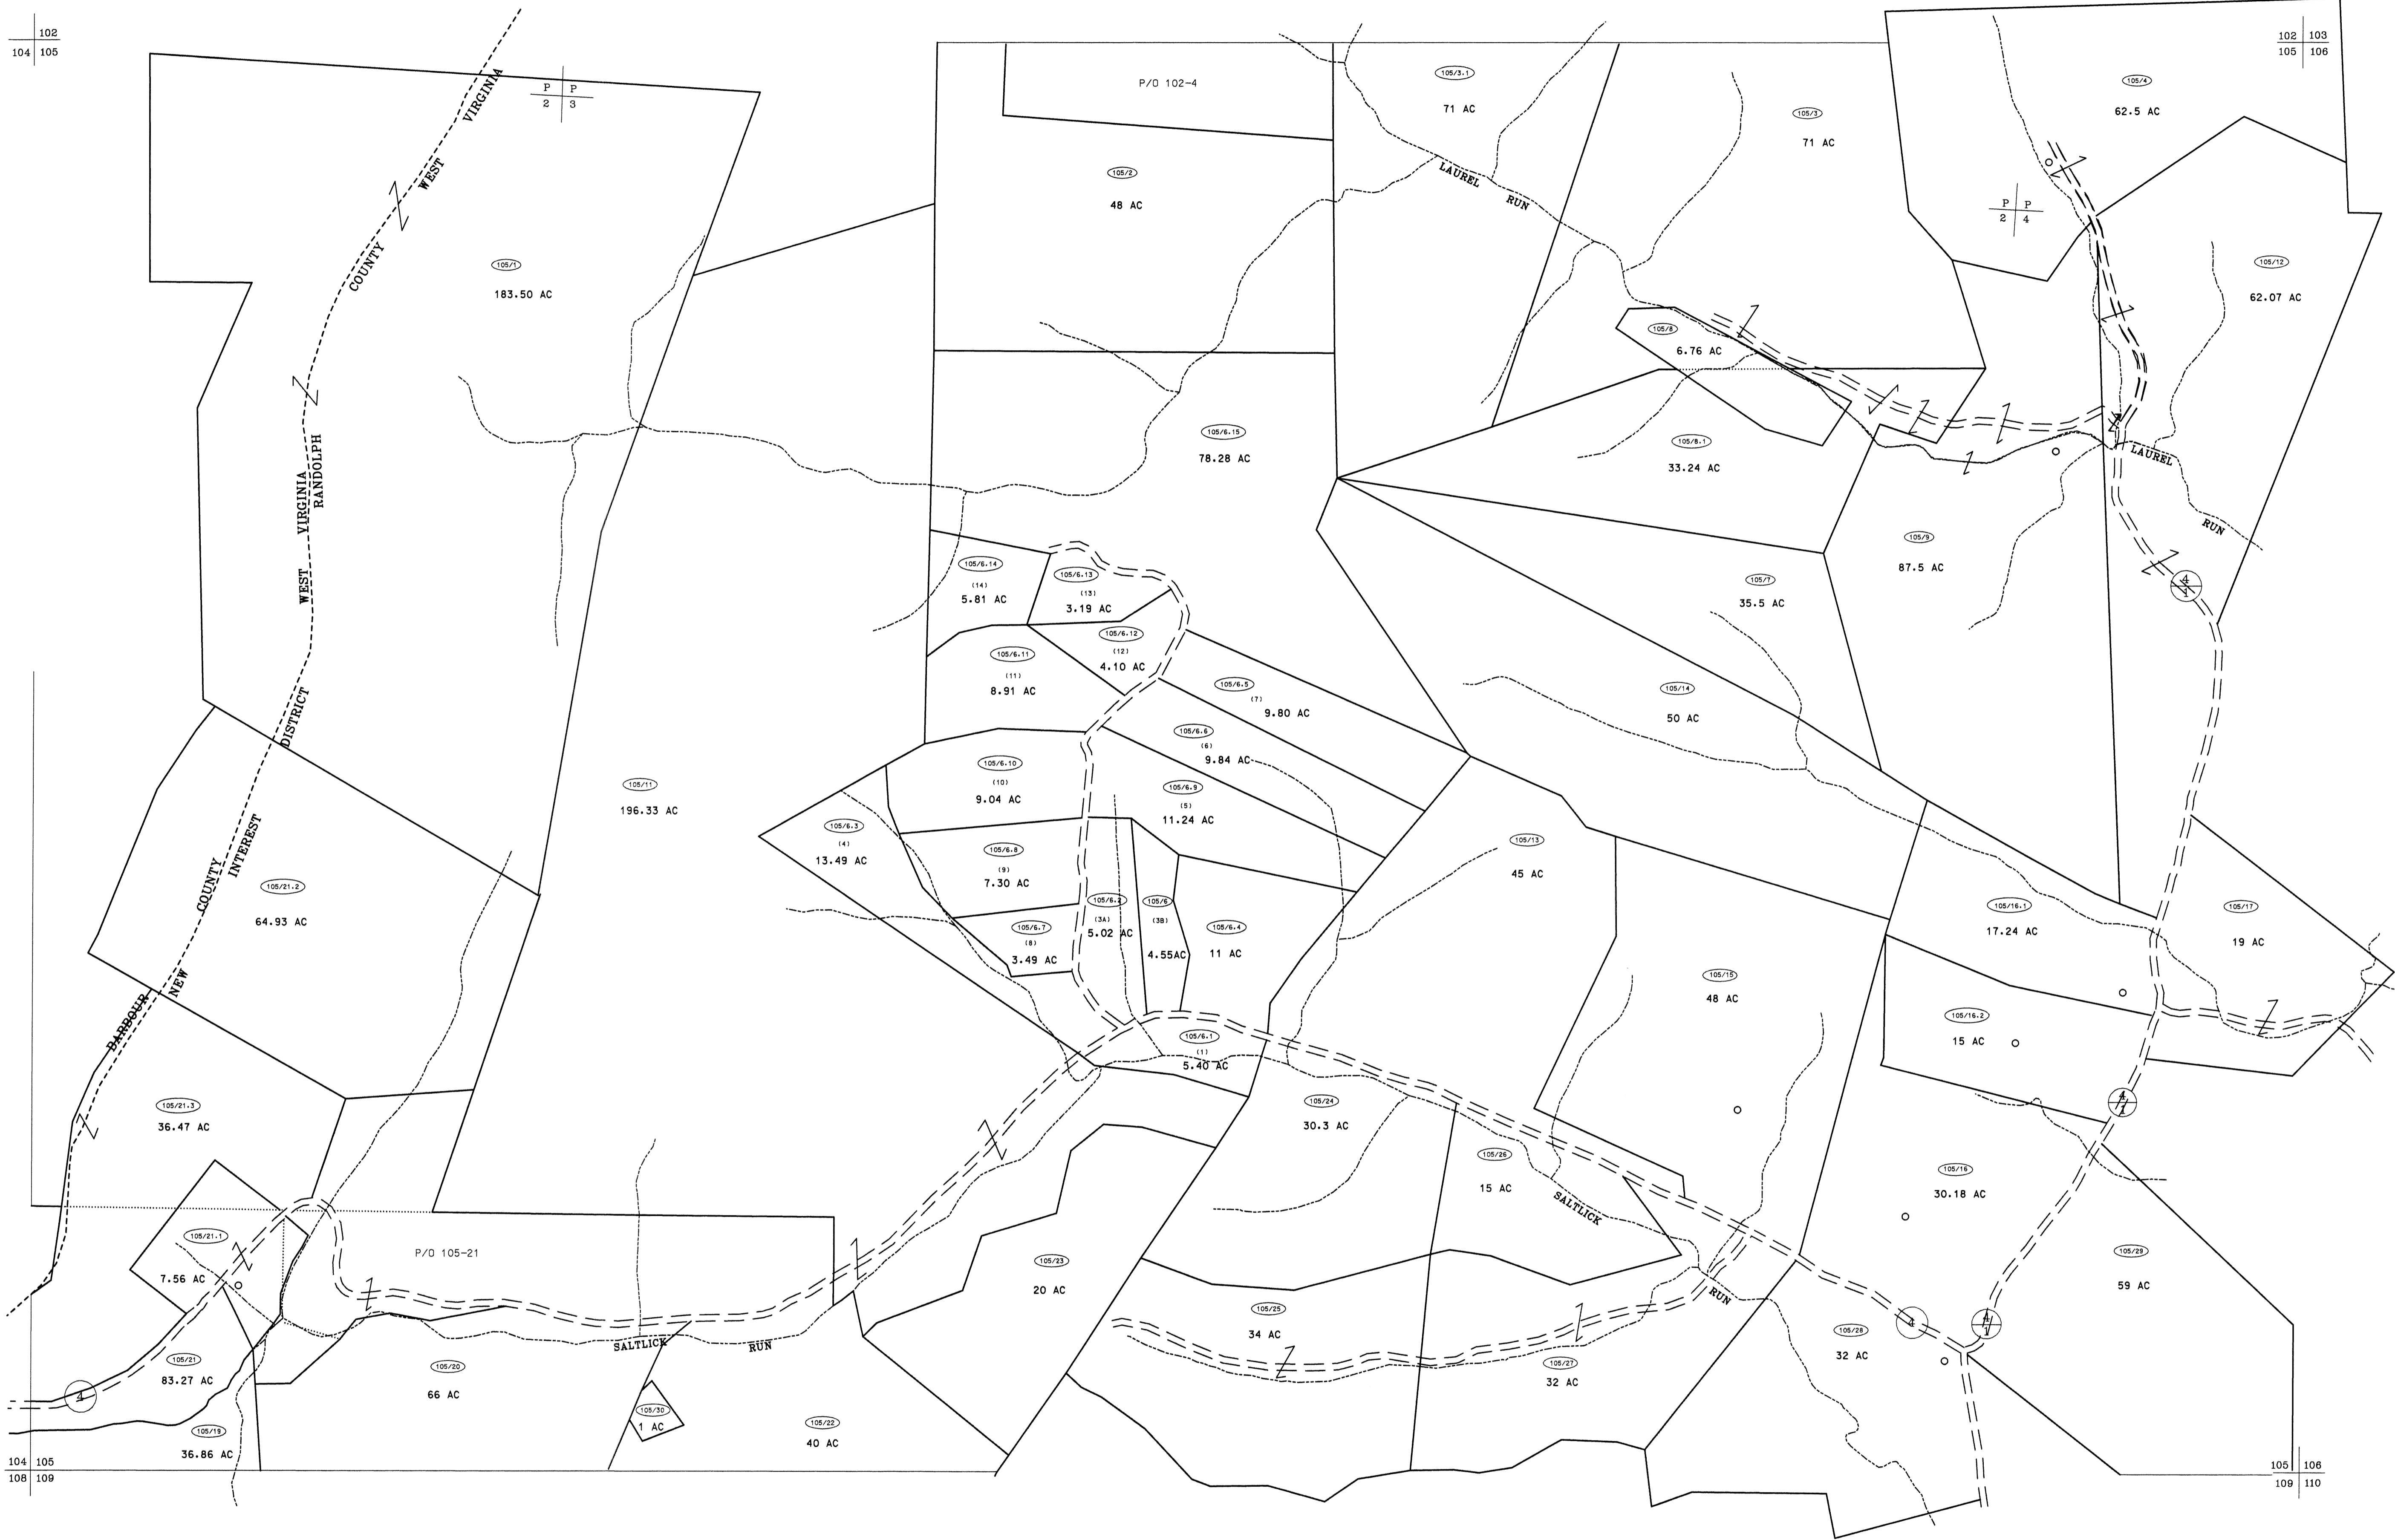 102
104 105
102 103
105 106
P P
2 3
P/O 102-4
105/3.1
71 AC
105/3
71 AC
105/4
62.5 AC
105/2
48 AC
LAUREL
RUN
P P
2 4
WEST VIRGINIA
COUNTY
105/1
183.50 AC
105/12
62.07 AC
105/8
6.76 AC
105/6.15
78.28 AC
105/8.1
33.24 AC
LAUREL
RUN
WEST VIRGINIA
RANDOLPH
105/9
87.5 AC
105/6.14
(14)
5.81 AC
105/6.13
(13)
3.19 AC
105/7
35.5 AC
4
1
105/6.12
(12)
4.10 AC
105/6.11
(11)
8.91 AC
105/6.5
(7)
9.80 AC
105/14
50 AC
DISTRICT
105/6.6
(6)
9.84 AC
105/11
196.33 AC
105/6.10
(10)
9.04 AC
105/6.9
(5)
11.24 AC
105/6.3
(4)
13.49 AC
105/13
45 AC
COUNTY
INTEREST
105/6.8
(9)
7.30 AC
105/21.2
64.93 AC
105/6.2
(3A)
5.02 AC
105/6
(3B)
4.55AC
105/6.4
11 AC
105/6.7
(8)
3.49 AC
105/16.1
17.24 AC
105/17
19 AC
105/15
48 AC
BARBOUR
NEW
105/16.2
15 AC
105/6.1
(1)
5.40 AC
105/21.3
36.47 AC
105/24
30.3 AC
4
1
105/26
15 AC
105/16
30.18 AC
SALTLICK
RUN
105/21.1
7.56 AC
P/O 105-21
105/23
20 AC
105/29
59 AC
105/25
34 AC
4
4
1
105/28
32 AC
SALTLICK RUN
105/21
83.27 AC
105/20
66 AC
105/27
32 AC
4
105/30
1 AC
105/22
40 AC
105/19
36.86 AC
104 105
108 109
105 106
109 110